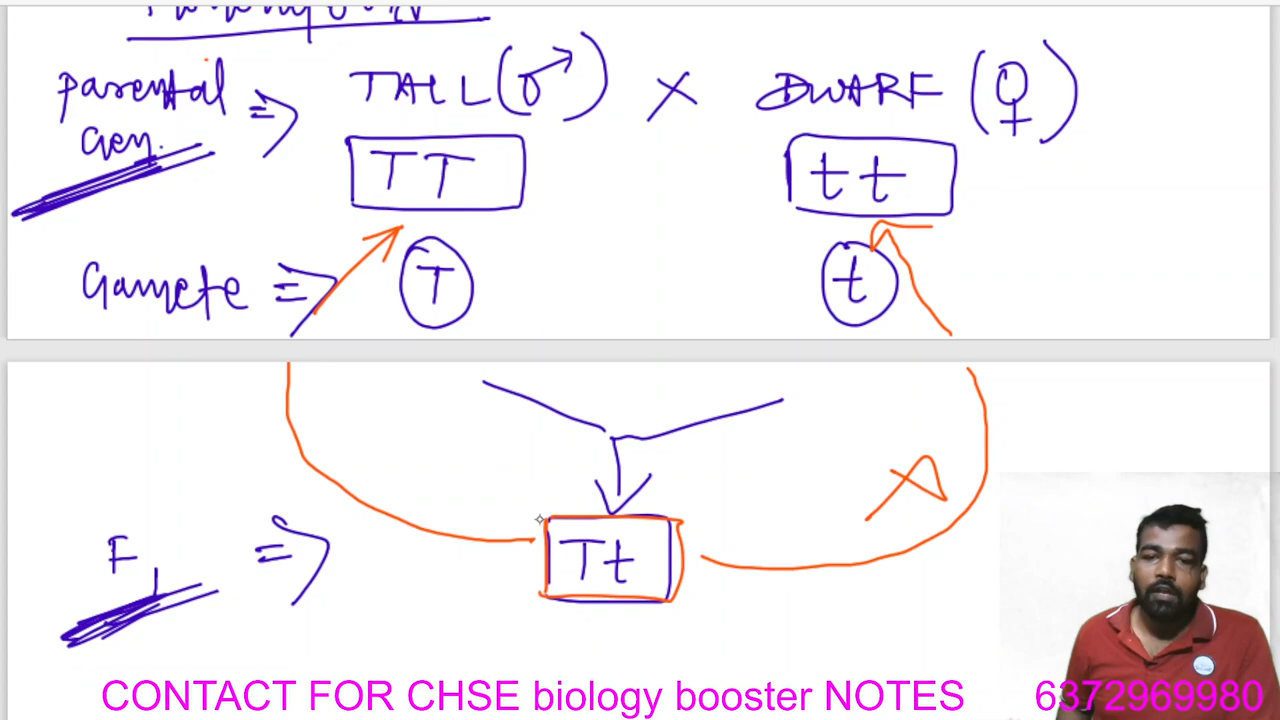 Parental => TALL (♂) X DWARF (♀)
Gen. TT tt
Gamete => T t
F1 => Tt
CONTACT FOR CHSE biology booster NOTES 6372969980